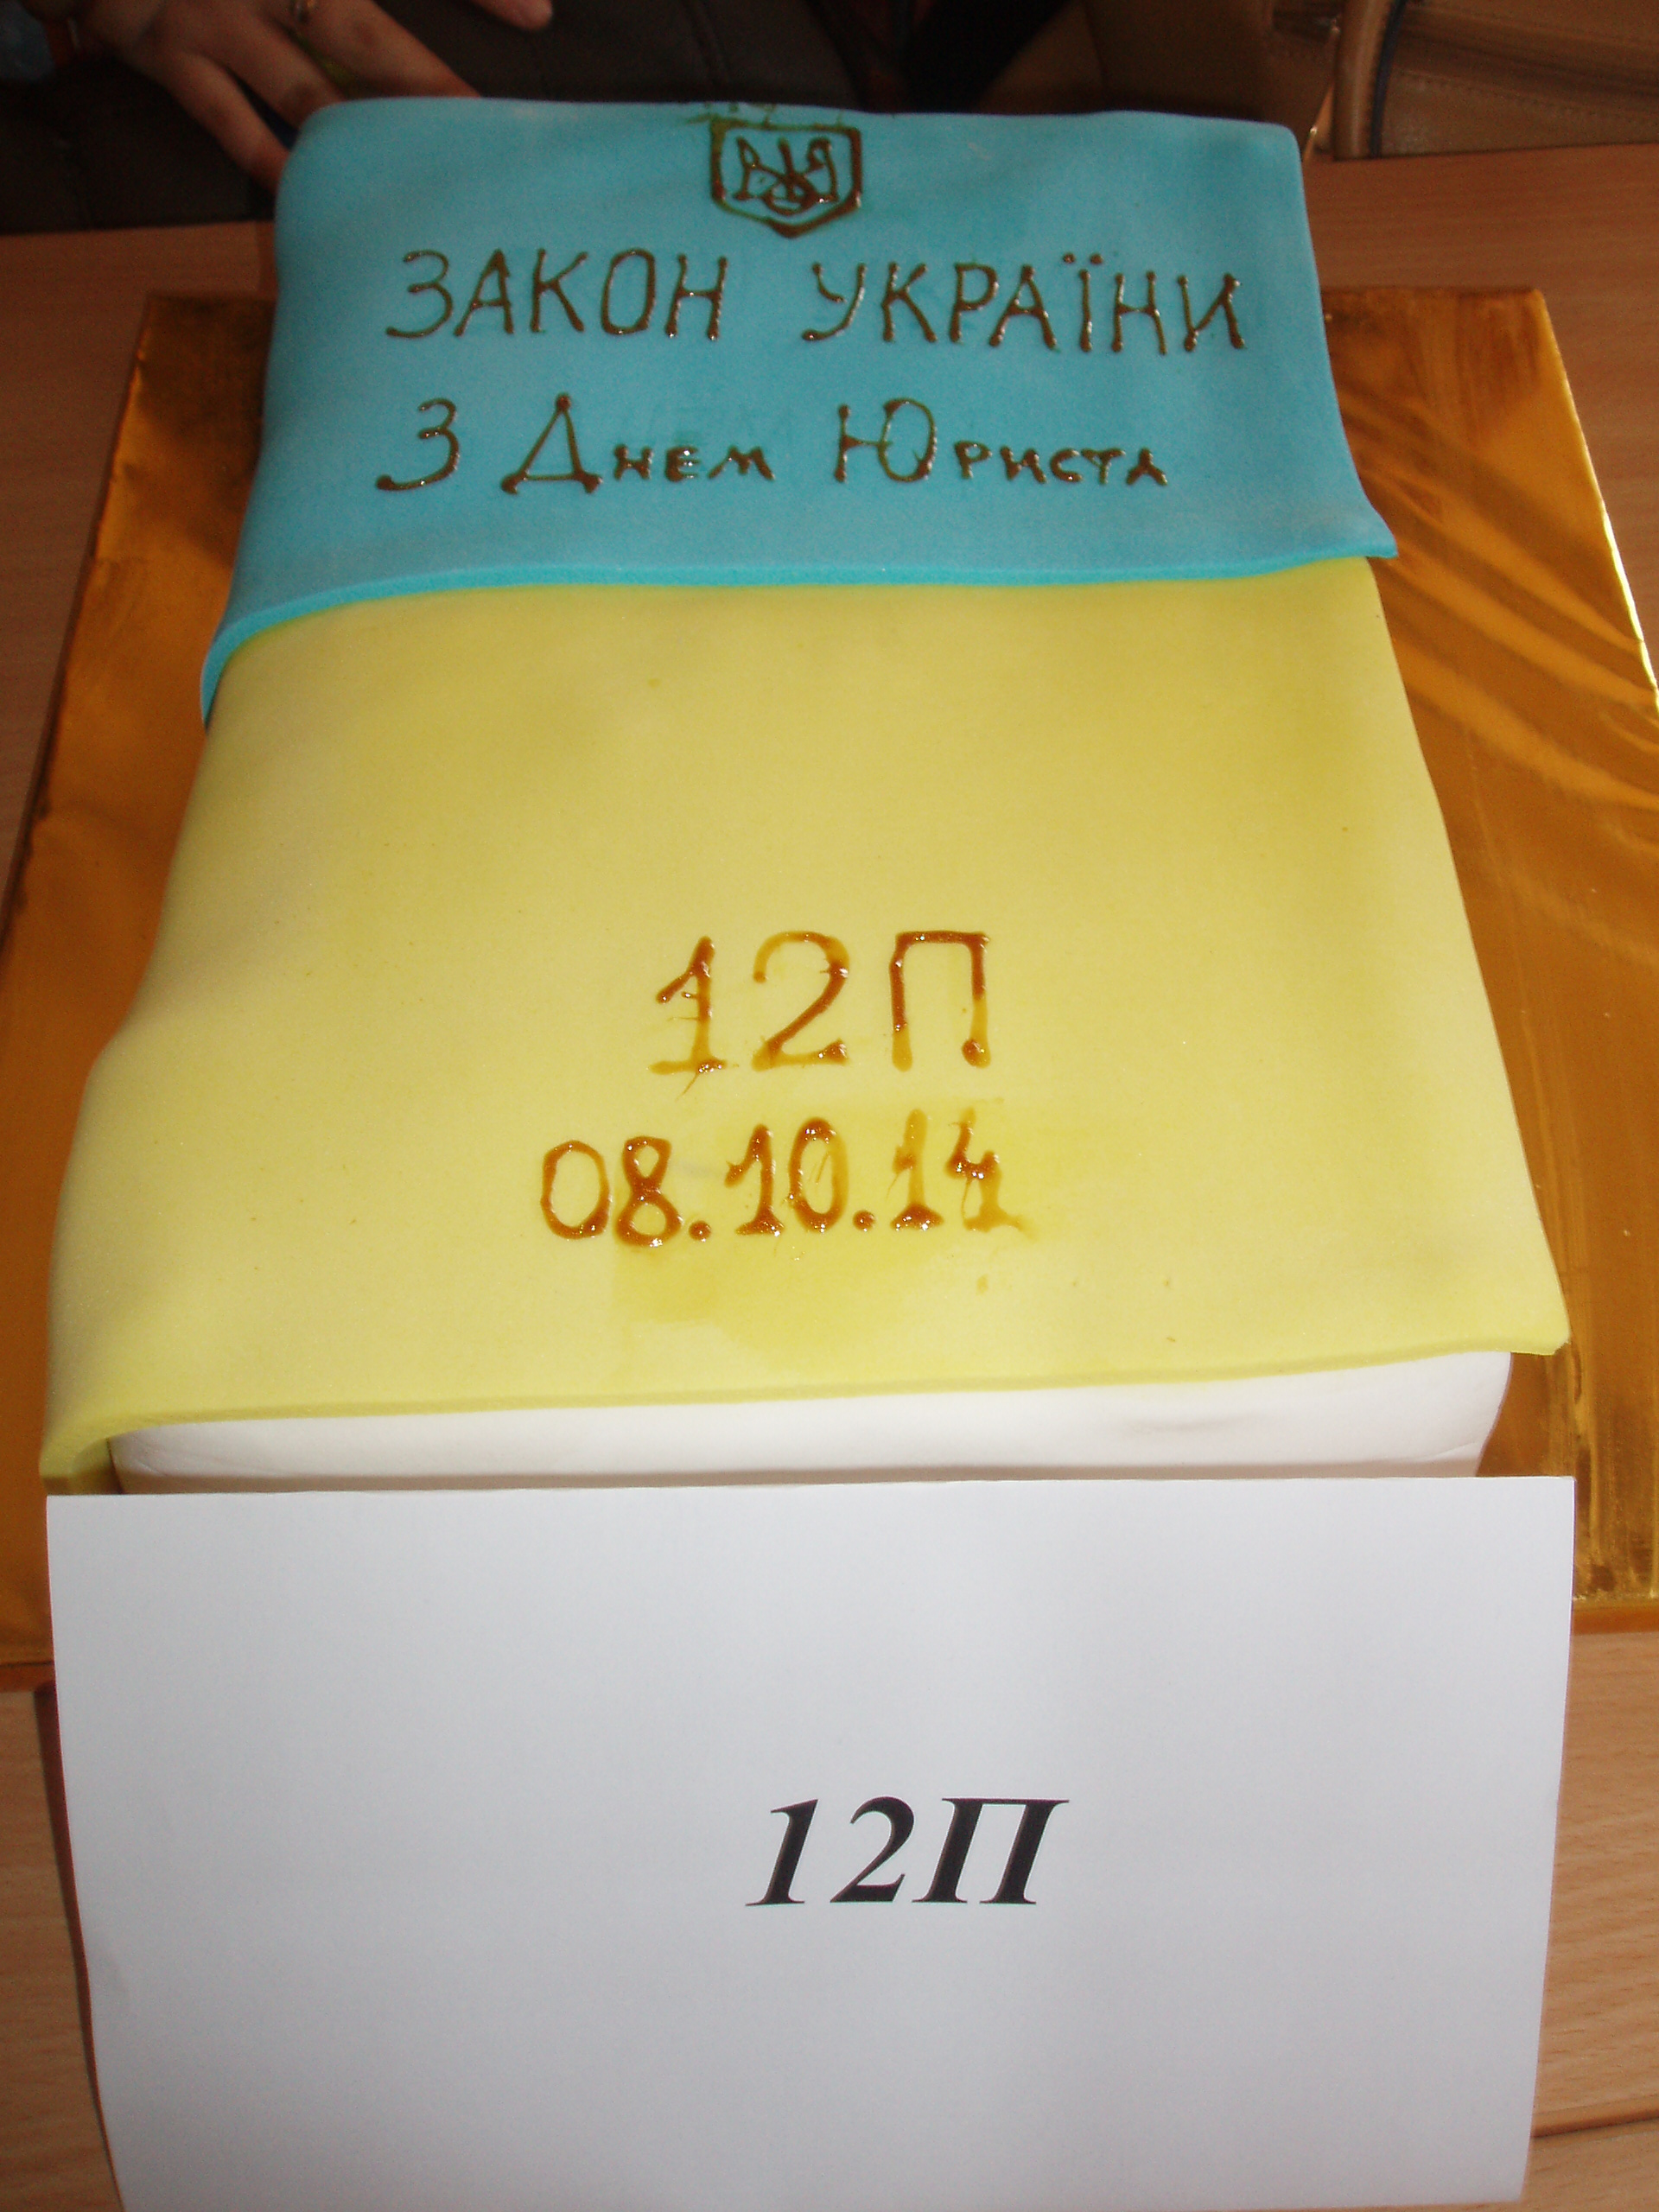 ЗАКОН УКРАЇНИ
З Днем Юриста
12П
08.10.14
12П